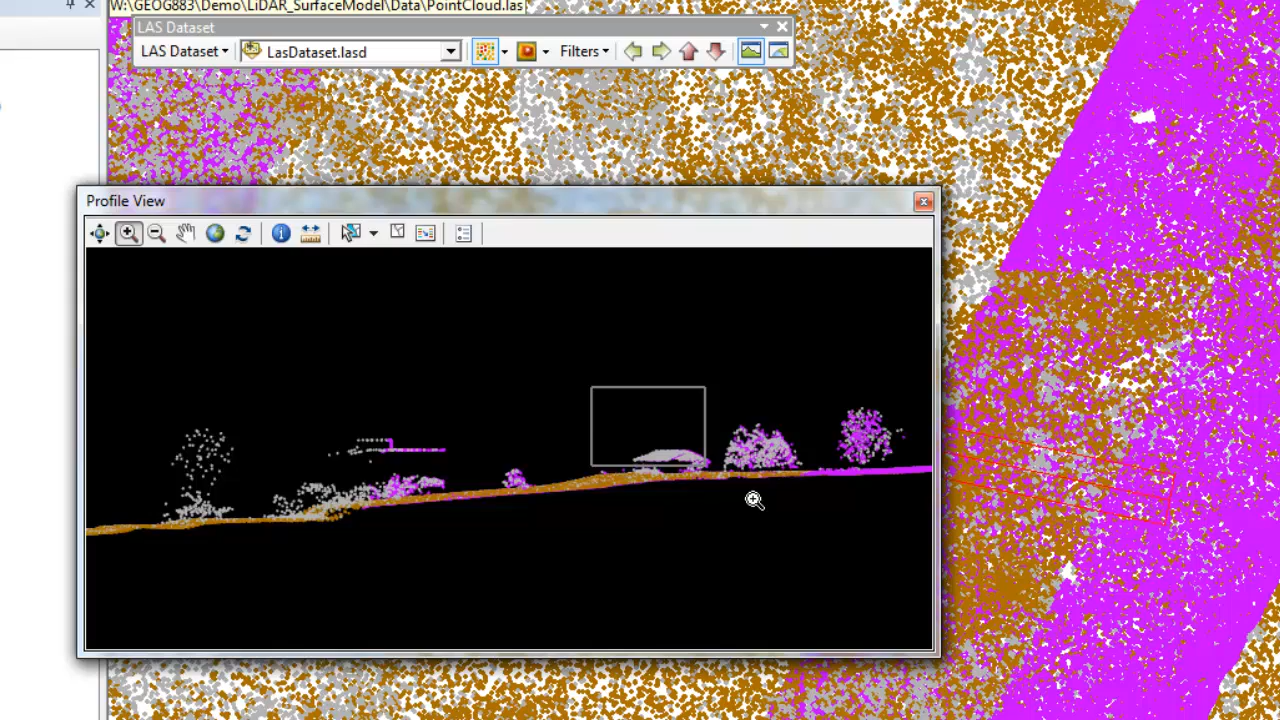 W:\GEOG883\Demo\LiDAR_SurfaceModel\Data\PointCloud.las
LAS Dataset
LAS Dataset LasDataset.lasd Filters
Profile View